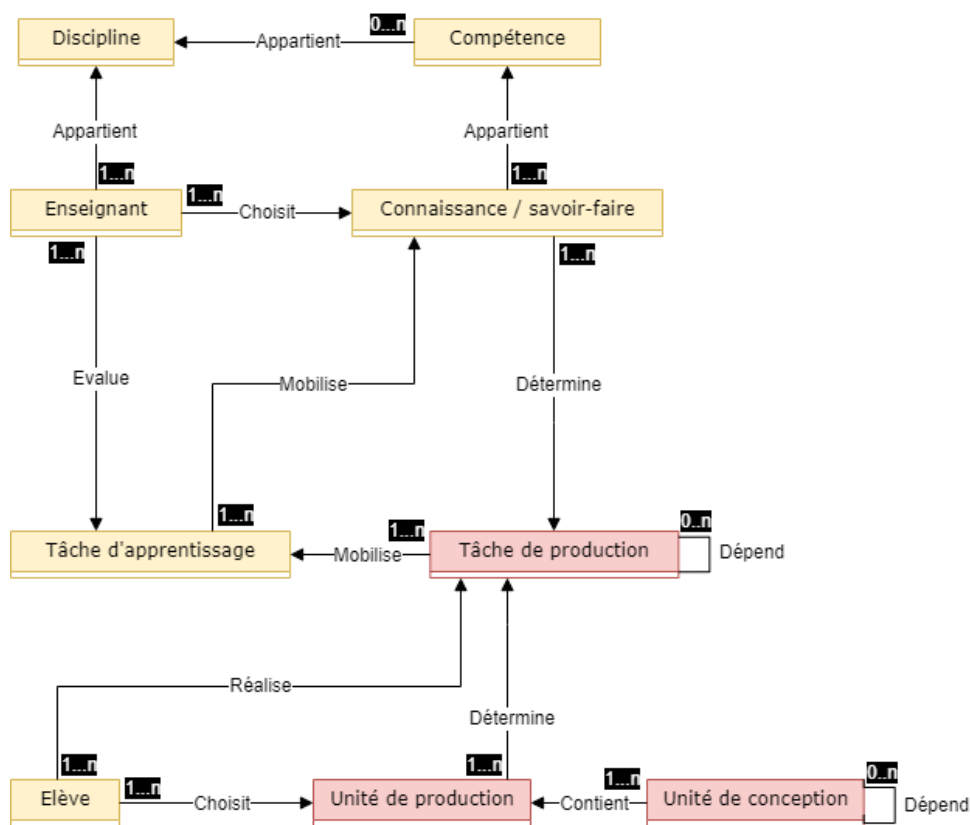 0...n
Discipline
Appartient
Compétence
Appartient
Appartient
1...n
1...n
1...n
Enseignant
Choisit
Connaissance / savoir-faire
1...n
1...n
Evalue
Mobilise
Détermine
1...n
1...n
0...n
Tâche d'apprentissage
Mobilise
Tâche de production
Dépend
Réalise
Détermine
1...n
1...n
1...n
1...n
0...n
Elève
Choisit
Unité de production
Contient
Unité de conception
Dépend